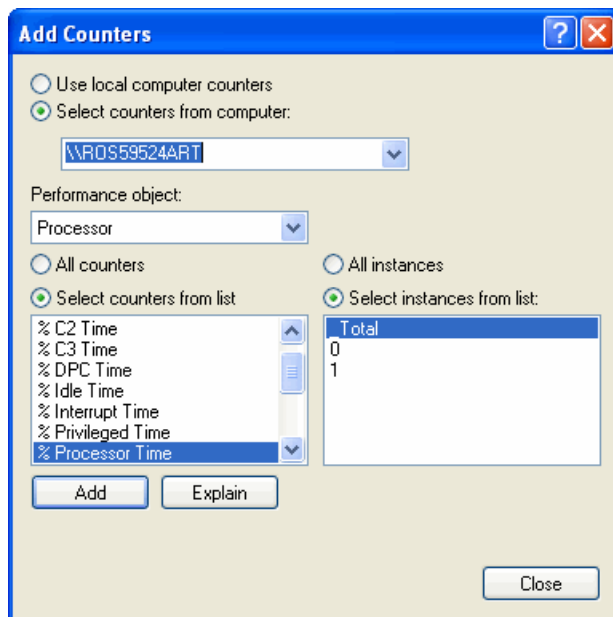 Add Counters
Use local computer counters
Select counters from computer:
\\ROS59524ART
Performance object:
Processor
All counters
All instances
Select counters from list
Select instances from list:
% C2 Time
% C3 Time
% DPC Time
% Idle Time
% Interrupt Time
% Privileged Time
% Processor Time
_Total
0
1
Add
Explain
Close